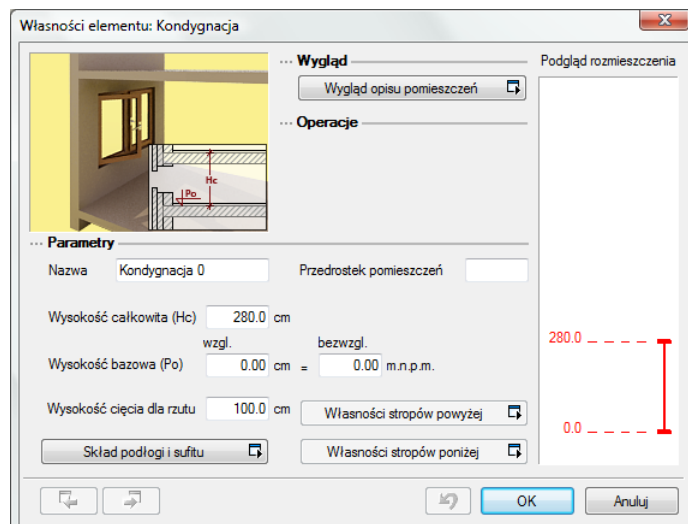 Własności elementu: Kondygnacja
Wygląd
Podgląd rozmieszczenia
Wygląd opisu pomieszczeń
Operacje
Hc
Po
Parametry
Nazwa Kondygnacja 0 Przedrostek pomieszczeń
Wysokość całkowita (Hc) 280.0 cm
wzgl. bezwzgl.
280.0
Wysokość bazowa (Po) 0.00 cm = 0.00 m.n.p.m.
Wysokość cięcia dla rzutu 100.0 cm Własności stropów powyżej
0.0
Skład podłogi i sufitu Własności stropów poniżej
OK Anuluj